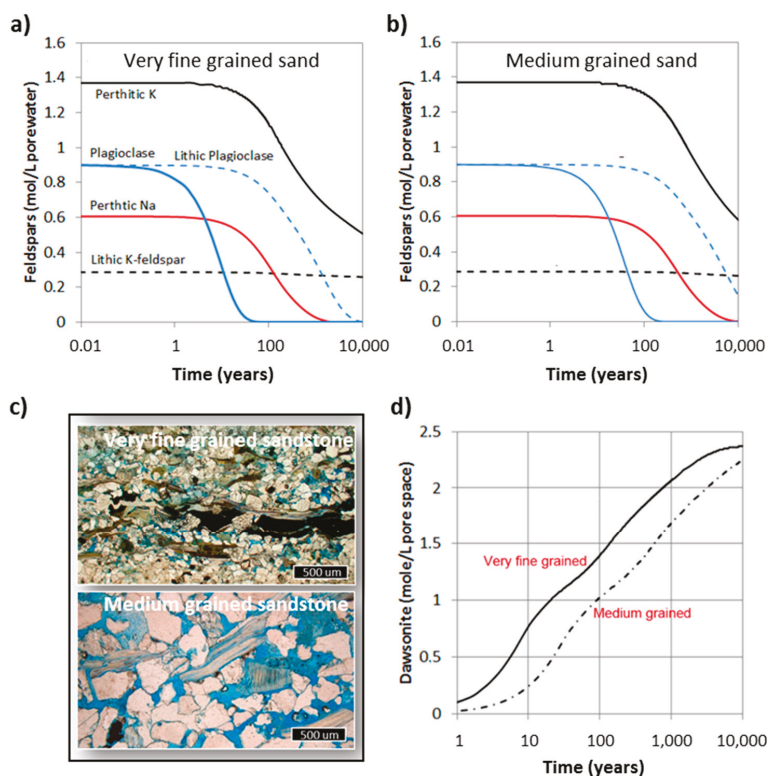 a)
Very fine grained sand
Feldspars (mol/L porewater)
1.6
1.4
1.2
1
0.8
0.6
0.4
0.2
0
Perthitic K
Plagioclase
Lithic Plagioclase
Perthtic Na
Lithic K-feldspar
0.01
1
100
10,000
Time (years)
b)
Medium grained sand
Feldspars (mol/L porewater)
1.6
1.4
1.2
1
0.8
0.6
0.4
0.2
0
0.01
1
100
10,000
Time (years)
c)
Very fine grained sandstone
500 um
Medium grained sandstone
500 um
d)
Dawsonite (mole/L pore space)
2.5
2
1.5
1
0.5
0
Very fine grained
Medium grained
1
10
100
1,000
10,000
Time (years)